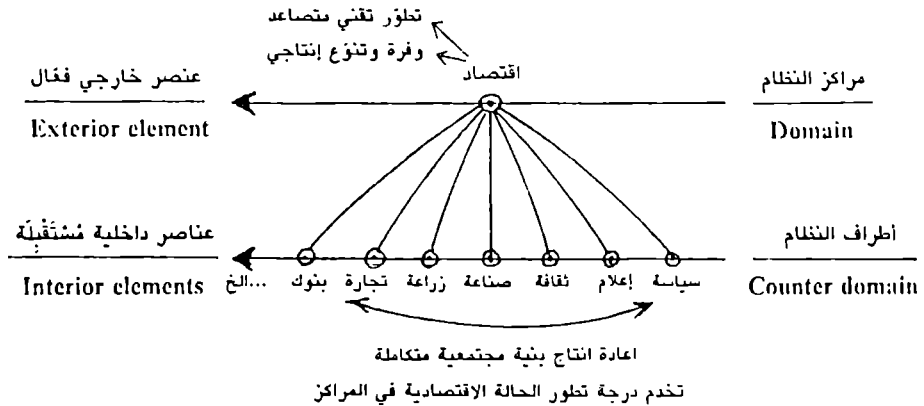 تطوّر تقني متصاعد
وفرة وتنوّع إنتاجي
اقتصاد
مراكز النظام
عنصر خارجي فعّال
Domain
Exterior element
أطراف النظام
عناصر داخلية مُسْتَقْبِلَة
Counter domain
Interior elements
سياسة إعلام ثقافة صناعة زراعة تجارة بنوك ...الخ
اعادة انتاج بنية مجتمعية متكاملة
تخدم درجة تطور الحالة الاقتصادية في المراكز